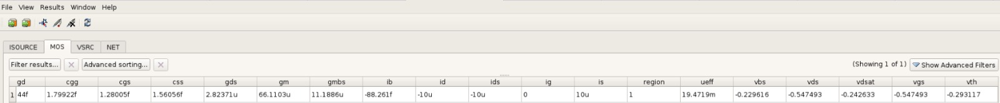 File View Results Window Help
ISOURCE MOS VSRC NET
Filter results... Advanced sorting... (Showing 1 of 1) Show Advanced Filters
gd cgg cgs css gds gm gmbs ib id ids ig is region ueff vbs vds vdsat vgs vth
1 44f 1.79922f 1.28005f 1.56056f 2.82371u 66.1103u 11.1886u -88.261f -10u -10u 0 10u 1 19.4719m -0.229616 -0.547493 -0.242633 -0.547493 -0.293117